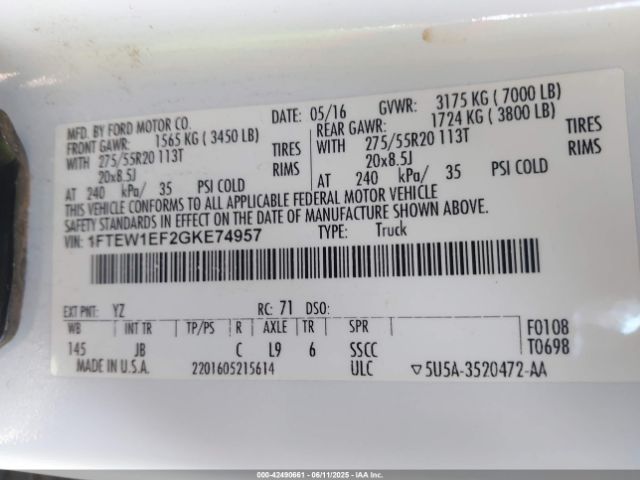 MFD. BY FORD MOTOR CO. DATE: 05/16 GVWR: 3175 KG ( 7000 LB)
FRONT GAWR: 1565 KG ( 3450 LB) REAR GAWR: 1724 KG ( 3800 LB)
WITH 275/55R20 113T TIRES WITH 275/55R20 113T TIRES
20x8.5J RIMS 20x8.5J RIMS
AT 240 kPa/ 35 PSI COLD AT 240 kPa/ 35 PSI COLD
THIS VEHICLE CONFORMS TO ALL APPLICABLE FEDERAL MOTOR VEHICLE
SAFETY STANDARDS IN EFFECT ON THE DATE OF MANUFACTURE SHOWN ABOVE.
VIN: 1FTEW1EF2GKE74957 TYPE: Truck
EXT PNT: YZ RC: 71 DSO:
WB INT TR TP/PS R AXLE TR SPR F0108
145 JB C L9 6 SSCC T0698
MADE IN U.S.A. 2201605215614 ULC ▽5U5A-3520472-AA
000-42490661 - 06/11/2025 - IAA Inc.